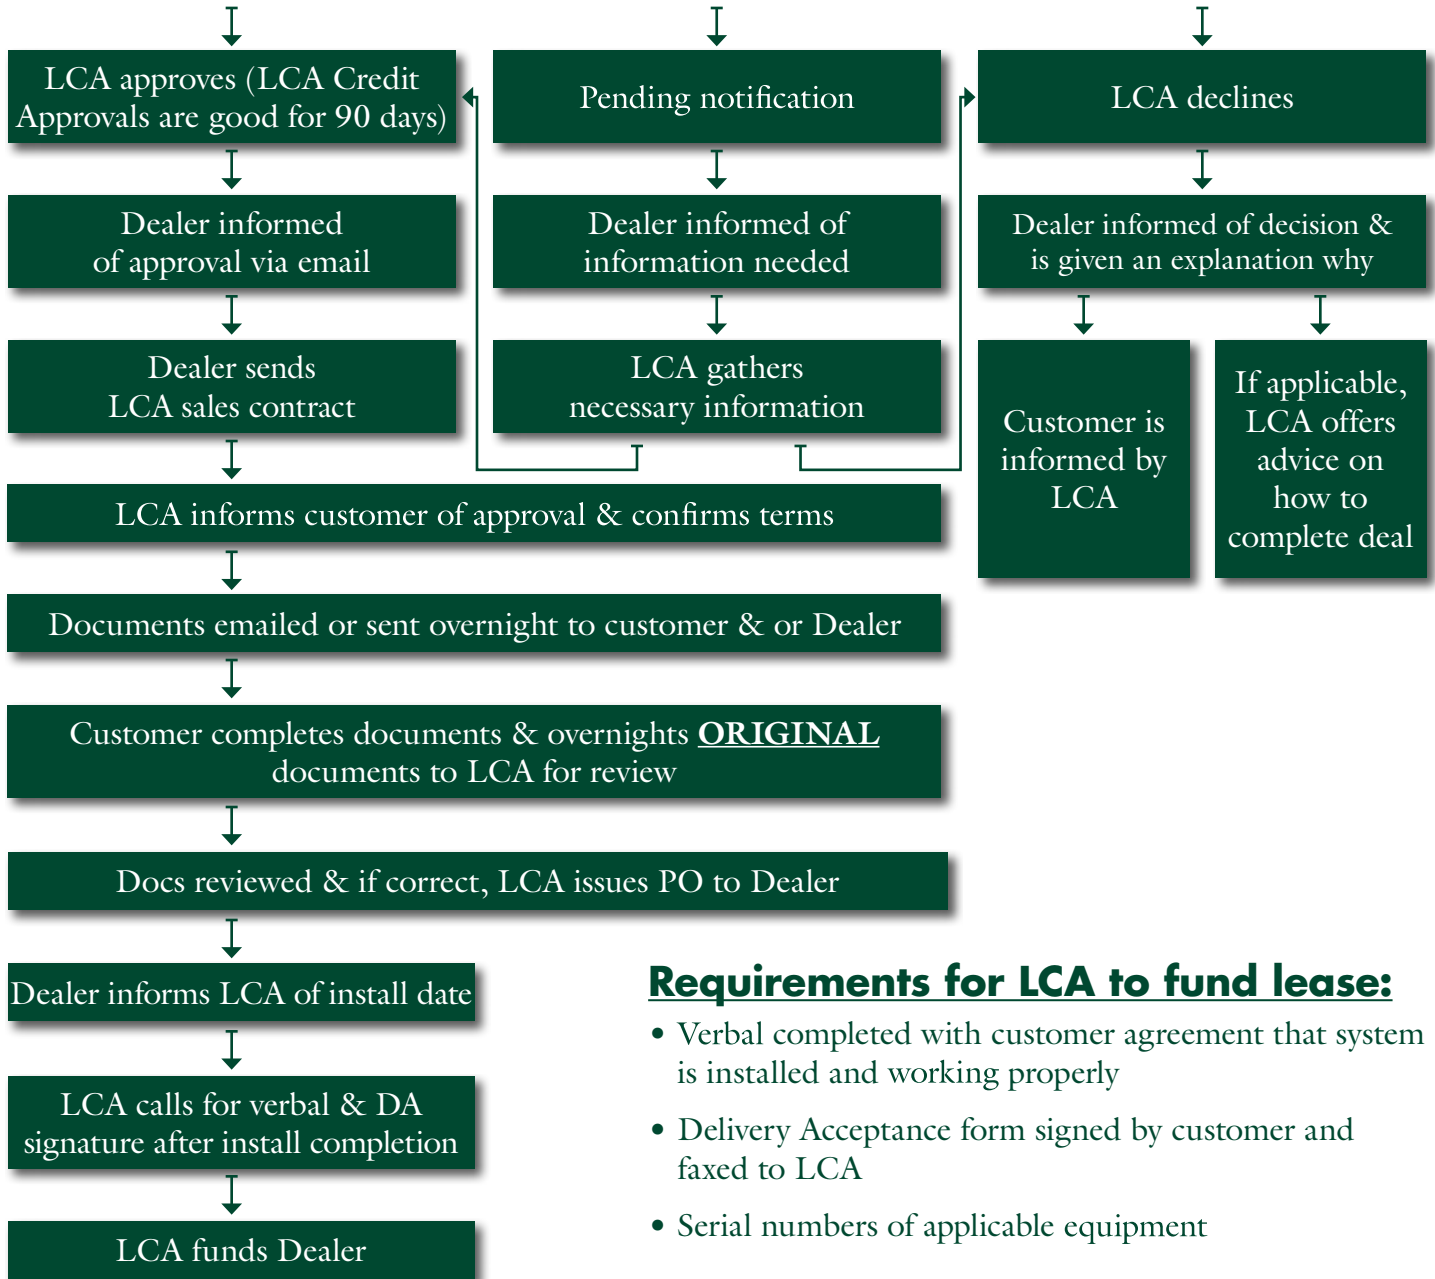 LCA approves (LCA Credit
Approvals are good for 90 days)
Pending notification
LCA declines
Dealer informed
of approval via email
Dealer informed of
information needed
Dealer informed of decision &
is given an explanation why
Dealer sends
LCA sales contract
LCA gathers
necessary information
Customer is
informed by
LCA
If applicable,
LCA offers
advice on
how to
complete deal
LCA informs customer of approval & confirms terms
Documents emailed or sent overnight to customer & or Dealer
Customer completes documents & overnights ORIGINAL
documents to LCA for review
Docs reviewed & if correct, LCA issues PO to Dealer
Dealer informs LCA of install date
LCA calls for verbal & DA
signature after install completion
LCA funds Dealer
Requirements for LCA to fund lease:
• Verbal completed with customer agreement that system
is installed and working properly
• Delivery Acceptance form signed by customer and
faxed to LCA
• Serial numbers of applicable equipment